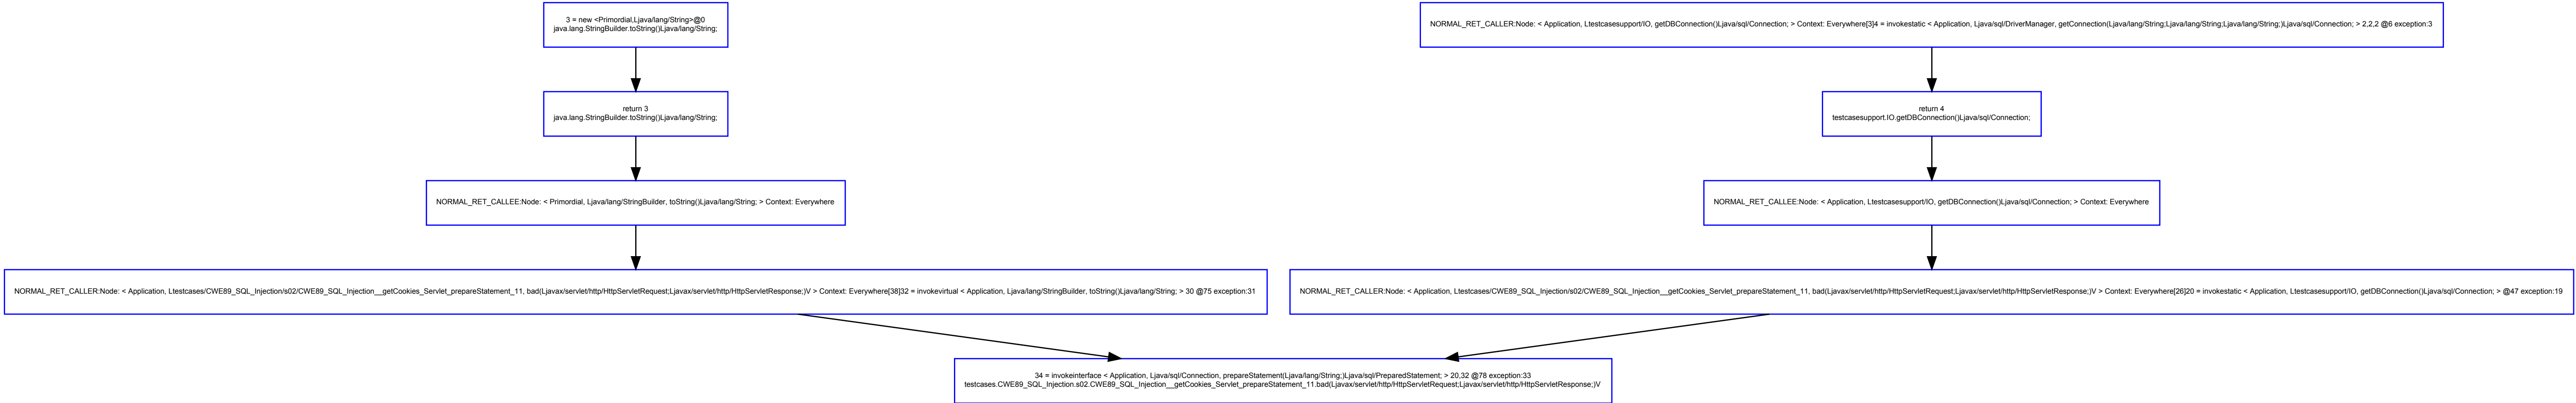 3 = new <Primordial,Ljava/lang/String>@0
java.lang.StringBuilder.toString()Ljava/lang/String;
NORMAL_RET_CALLER:Node: < Application, Ltestcasesupport/IO, getDBConnection()Ljava/sql/Connection; > Context: Everywhere[3]4 = invokestatic < Application, Ljava/sql/DriverManager, getConnection(Ljava/lang/String;Ljava/lang/String;Ljava/lang/String;)Ljava/sql/Connection; > 2,2,2 @6 exception:3
return 3
java.lang.StringBuilder.toString()Ljava/lang/String;
return 4
testcasesupport.IO.getDBConnection()Ljava/sql/Connection;
NORMAL_RET_CALLEE:Node: < Primordial, Ljava/lang/StringBuilder, toString()Ljava/lang/String; > Context: Everywhere
NORMAL_RET_CALLEE:Node: < Application, Ltestcasesupport/IO, getDBConnection()Ljava/sql/Connection; > Context: Everywhere
NORMAL_RET_CALLER:Node: < Application, Ltestcases/CWE89_SQL_Injection/s02/CWE89_SQL_Injection__getCookies_Servlet_prepareStatement_11, bad(Ljavax/servlet/http/HttpServletRequest;Ljavax/servlet/http/HttpServletResponse;)V > Context: Everywhere[38]32 = invokevirtual < Application, Ljava/lang/StringBuilder, toString()Ljava/lang/String; > 30 @75 exception:31
NORMAL_RET_CALLER:Node: < Application, Ltestcases/CWE89_SQL_Injection/s02/CWE89_SQL_Injection__getCookies_Servlet_prepareStatement_11, bad(Ljavax/servlet/http/HttpServletRequest;Ljavax/servlet/http/HttpServletResponse;)V > Context: Everywhere[26]20 = invokestatic < Application, Ltestcasesupport/IO, getDBConnection()Ljava/sql/Connection; > @47 exception:19
34 = invokeinterface < Application, Ljava/sql/Connection, prepareStatement(Ljava/lang/String;)Ljava/sql/PreparedStatement; > 20,32 @78 exception:33
testcases.CWE89_SQL_Injection.s02.CWE89_SQL_Injection__getCookies_Servlet_prepareStatement_11.bad(Ljavax/servlet/http/HttpServletRequest;Ljavax/servlet/http/HttpServletResponse;)V